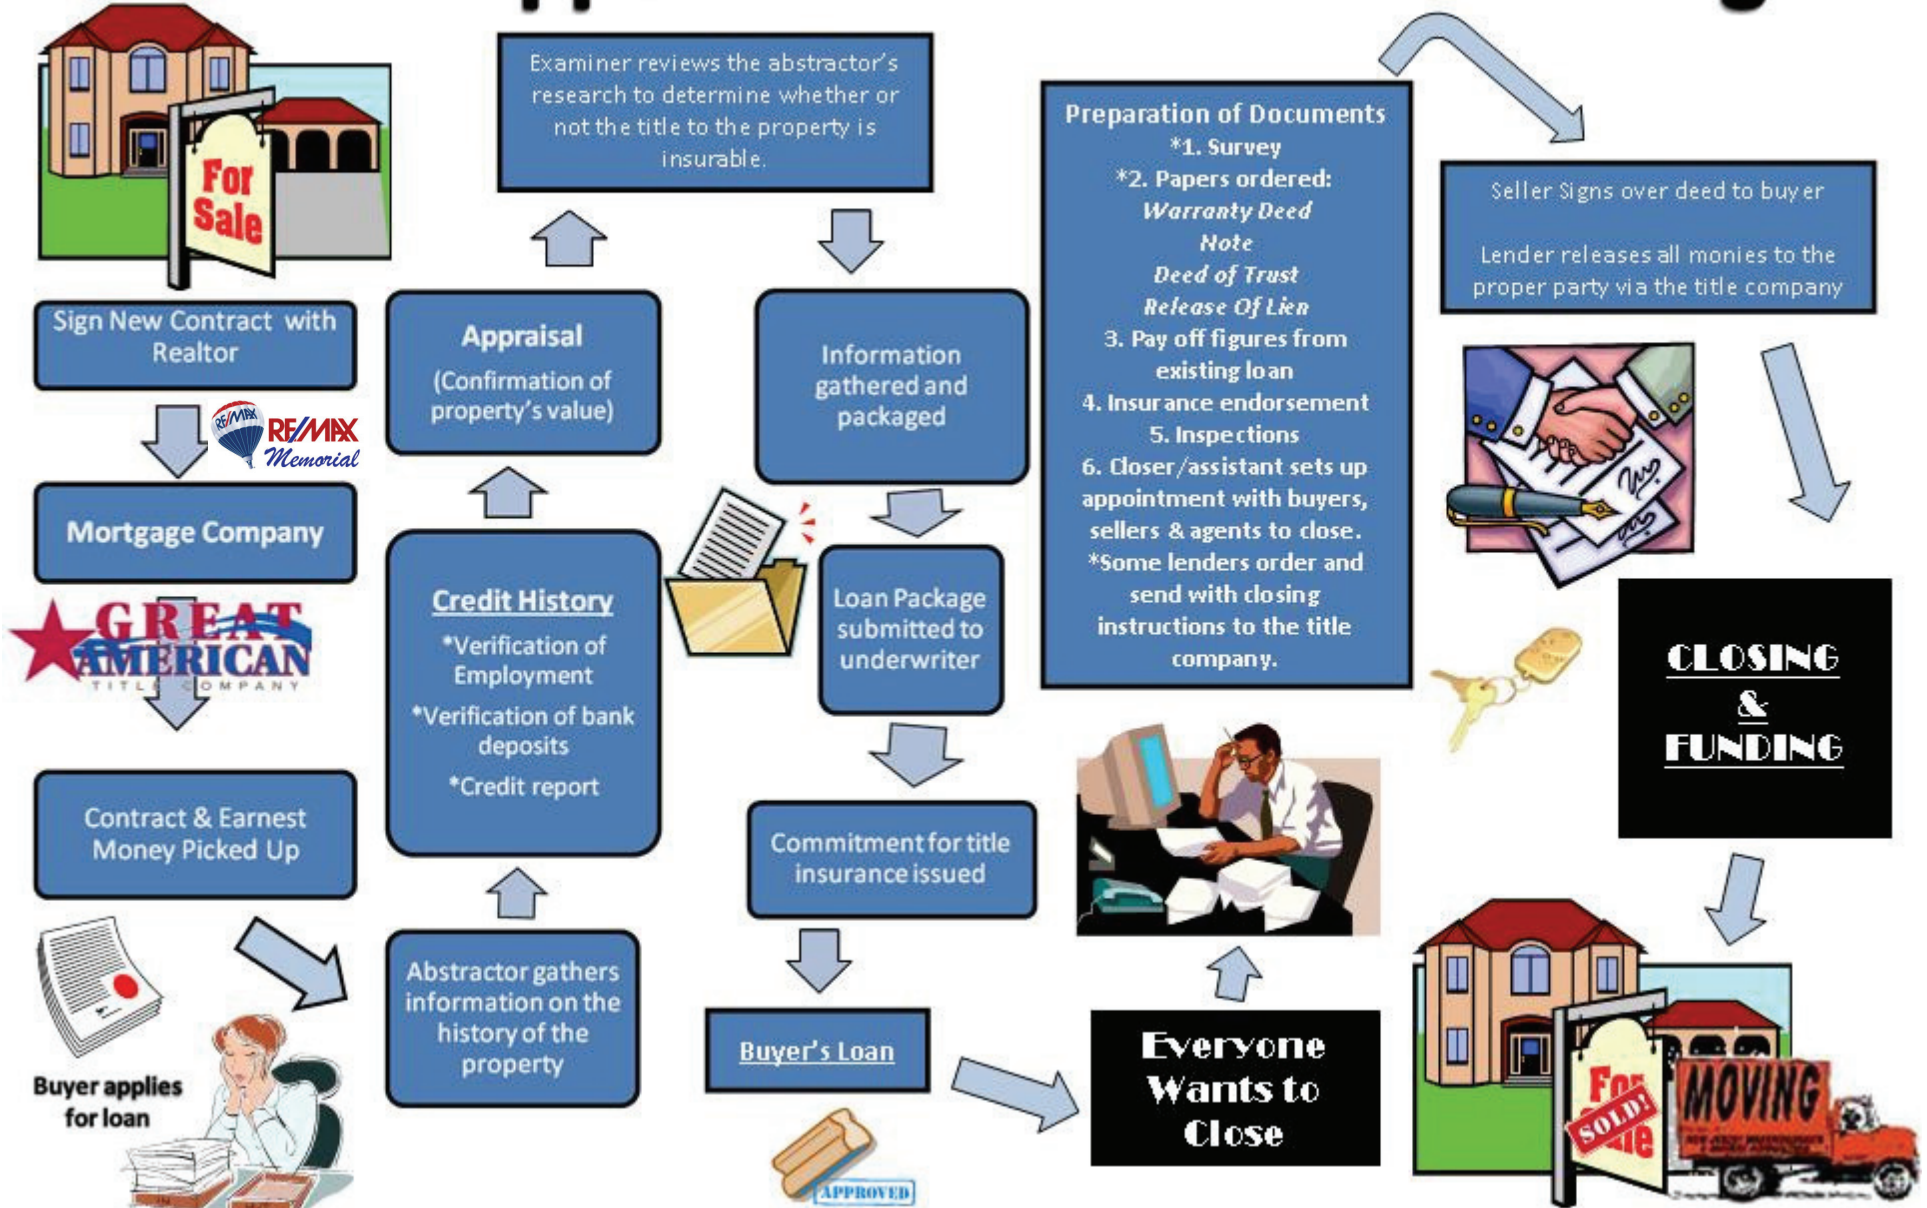 For
Sale
Sign New Contract with
Realtor
RE/MAX
RE/MAX
Memorial
Mortgage Company
GREAT
AMERICAN
TITLE COMPANY
Contract & Earnest
Money Picked Up
Buyer applies
for loan
Abstractor gathers
information on the
history of the
property
Credit History
*Verification of
Employment
*Verification of bank
deposits
*Credit report
Appraisal
(Confirmation of
property's value)
Examiner reviews the abstractor's
research to determine whether or
not the title to the property is
insurable.
Information
gathered and
packaged
Loan Package
submitted to
underwriter
Commitment for title
insurance issued
Buyer's Loan
APPROVED
Everyone
Wants to
Close
Preparation of Documents
*1. Survey
*2. Papers ordered:
Warranty Deed
Note
Deed of Trust
Release Of Lien
3. Pay off figures from
existing loan
4. Insurance endorsement
5. Inspections
6. Closer/assistant sets up
appointment with buyers,
sellers & agents to close.
*Some lenders order and
send with closing
instructions to the title
company.
Seller Signs over deed to buyer
Lender releases all monies to the
proper party via the title company
CLOSING
&
FUNDING
For
SOLD!
Sale
MOVING